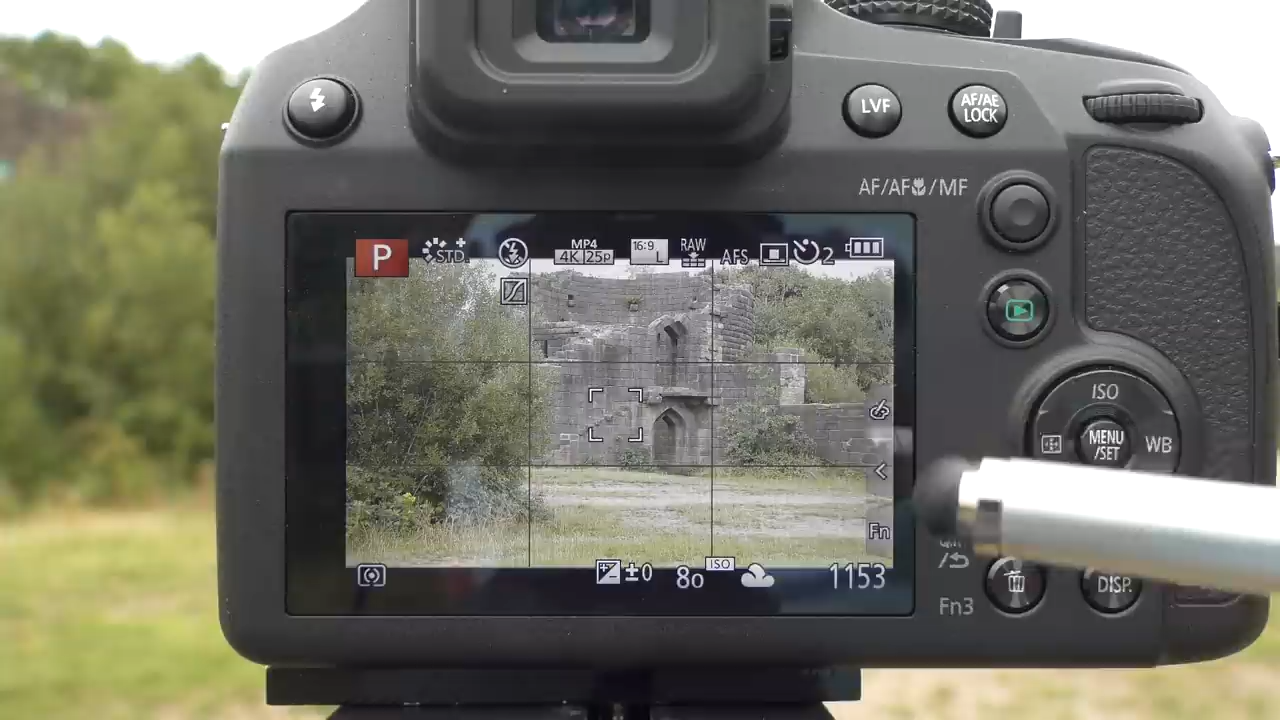 LVF
AF/AE
LOCK
AF/AF /MF
P
STD.
MP4
4K 25p
16:9
L
RAW
AFS
2
ISO
MENU
/SET
WB
Fn
±0
80
ISO
1153
DISP.
Fn3